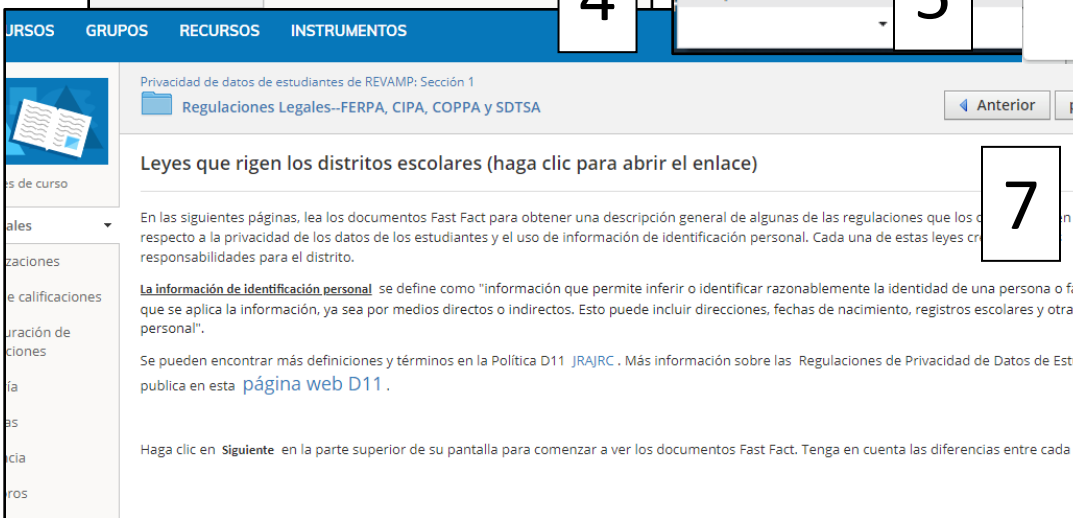 4
5
URSOS GRUPOS RECURSOS INSTRUMENTOS
Privacidad de datos de estudiantes de REVAMP: Sección 1
Regulaciones Legales--FERPA, CIPA, COPPA y SDTSA
Anterior
Leyes que rigen los distritos escolares (haga clic para abrir el enlace)
7
es de curso
ales
zaciones
e calificaciones
uración de
ciones
ía
as
ncia
ros
En las siguientes páginas, lea los documentos Fast Fact para obtener una descripción general de algunas de las regulaciones que los
respecto a la privacidad de los datos de los estudiantes y el uso de información de identificación personal. Cada una de estas leyes
responsabilidades para el distrito.
La información de identificación personal se define como "información que permite inferir o identificar razonablemente la identidad de una persona o
que se aplica la información, ya sea por medios directos o indirectos. Esto puede incluir direcciones, fechas de nacimiento, registros escolares y otra
personal".
Se pueden encontrar más definiciones y términos en la Política D11 JRAJRC . Más información sobre las Regulaciones de Privacidad de Datos de Est
publica en esta página web D11 .
Haga clic en Siguiente en la parte superior de su pantalla para comenzar a ver los documentos Fast Fact. Tenga en cuenta las diferencias entre cada